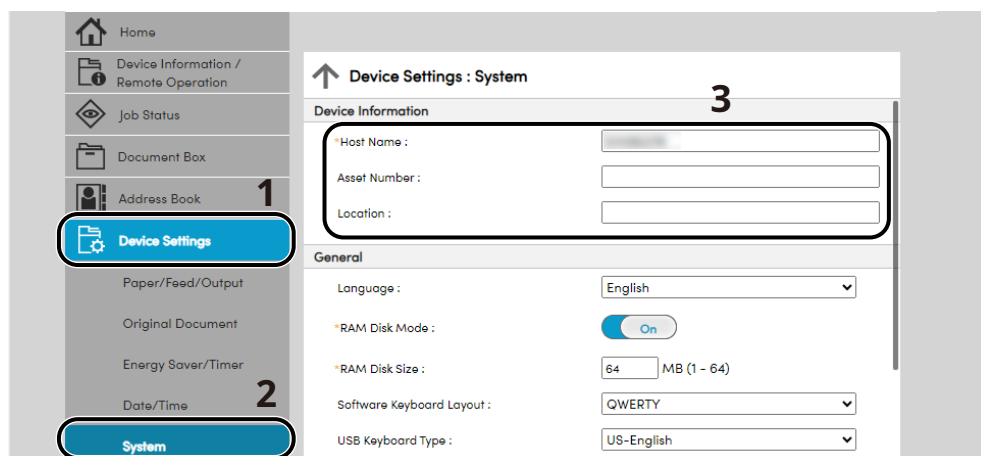 Home
Device Information /
Remote Operation
Job Status
Document Box
Address Book
1
Device Settings
Paper/Feed/Output
Original Document
Energy Saver/Timer
Date/Time
2
System
Device Settings : System
3
Device Information
*Host Name :
Asset Number :
Location :
General
Language : English
*RAM Disk Mode : On
*RAM Disk Size : 64 MB (1 - 64)
Software Keyboard Layout : QWERTY
USB Keyboard Type : US-English